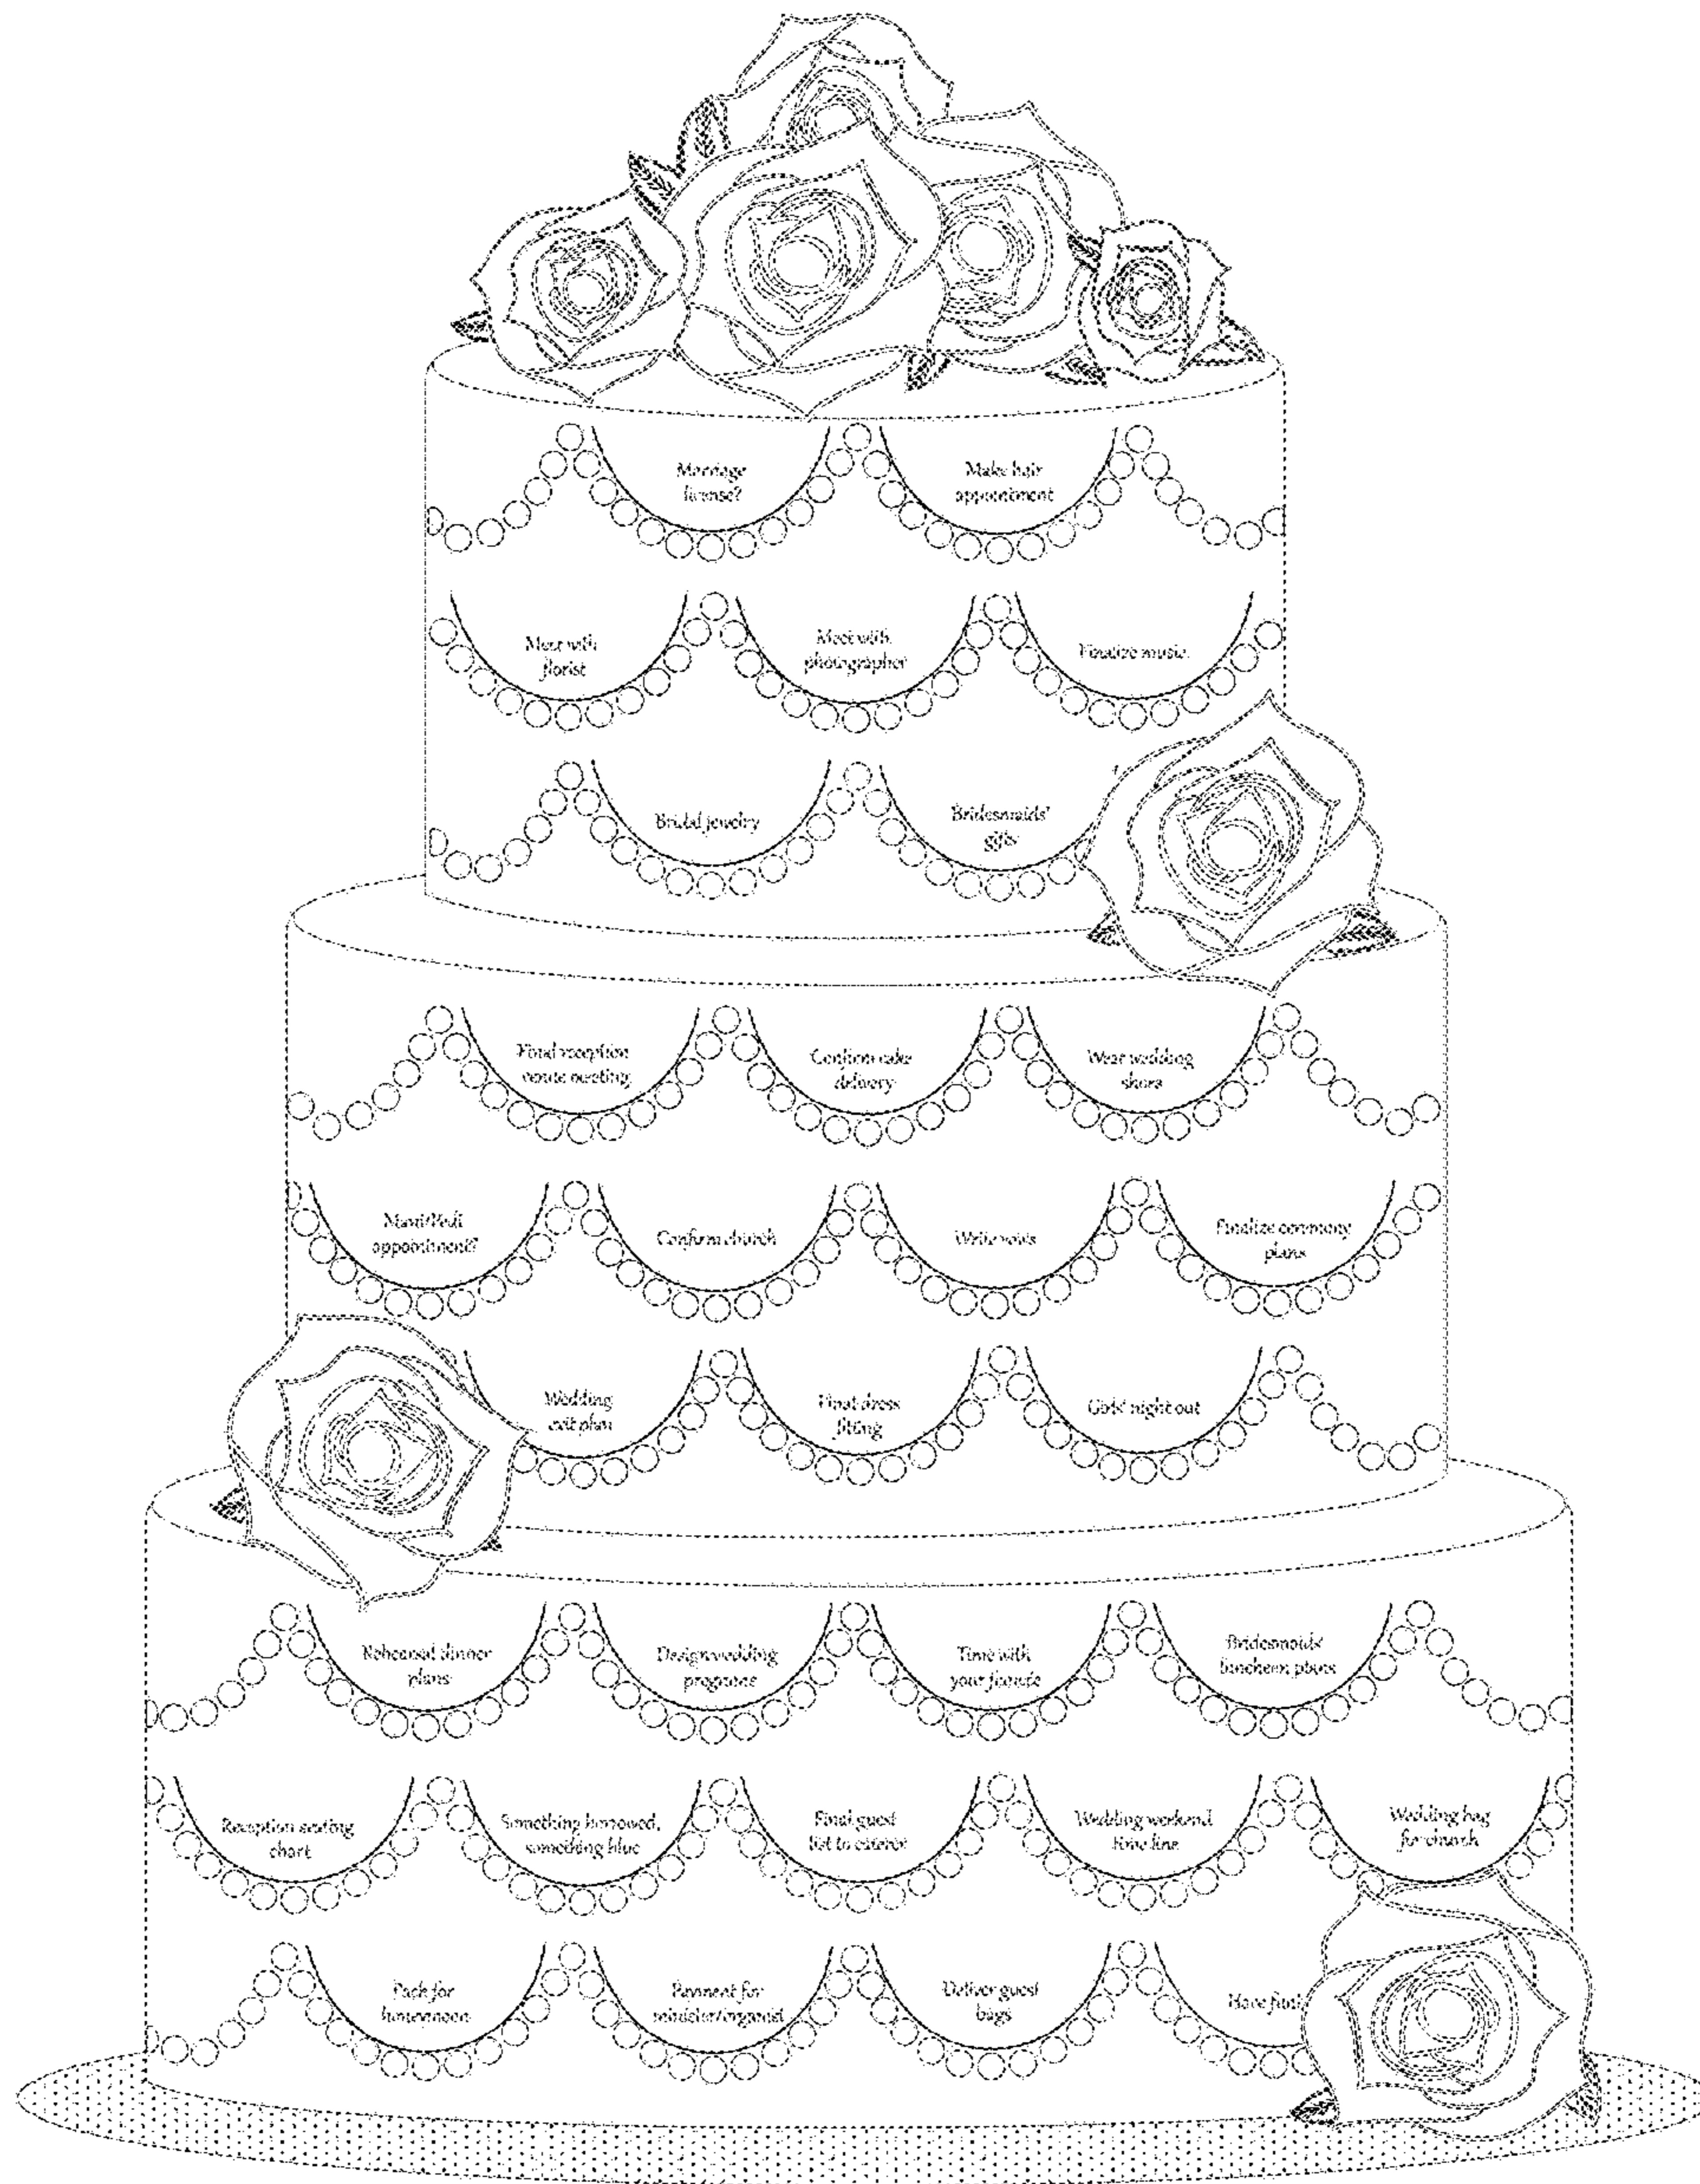 Marriage
license?
Make hair
appointment
Meet with
florist
Meet with
photographer
Finalize music
Bridal jewelry
Bridesmaids'
gifts
Final reception
venue meeting
Confirm cake
delivery
Wear wedding
shoes
Mani/Pedi
appointment?
Confirm church
Write vows
Finalize ceremony
plans
Wedding
exit plan
Final dress
fitting
Girls' night out
Rehearsal dinner
plans
Design wedding
programs
Time with
your fiancée
Bridesmaids'
luncheon plans
Reception seating
chart
Something borrowed,
something blue
Final guest
list to caterer
Wedding weekend
time line
Wedding bag
for church
Pack for
honeymoon
Payment for
minister/organist
Deliver guest
bags
Have fun!